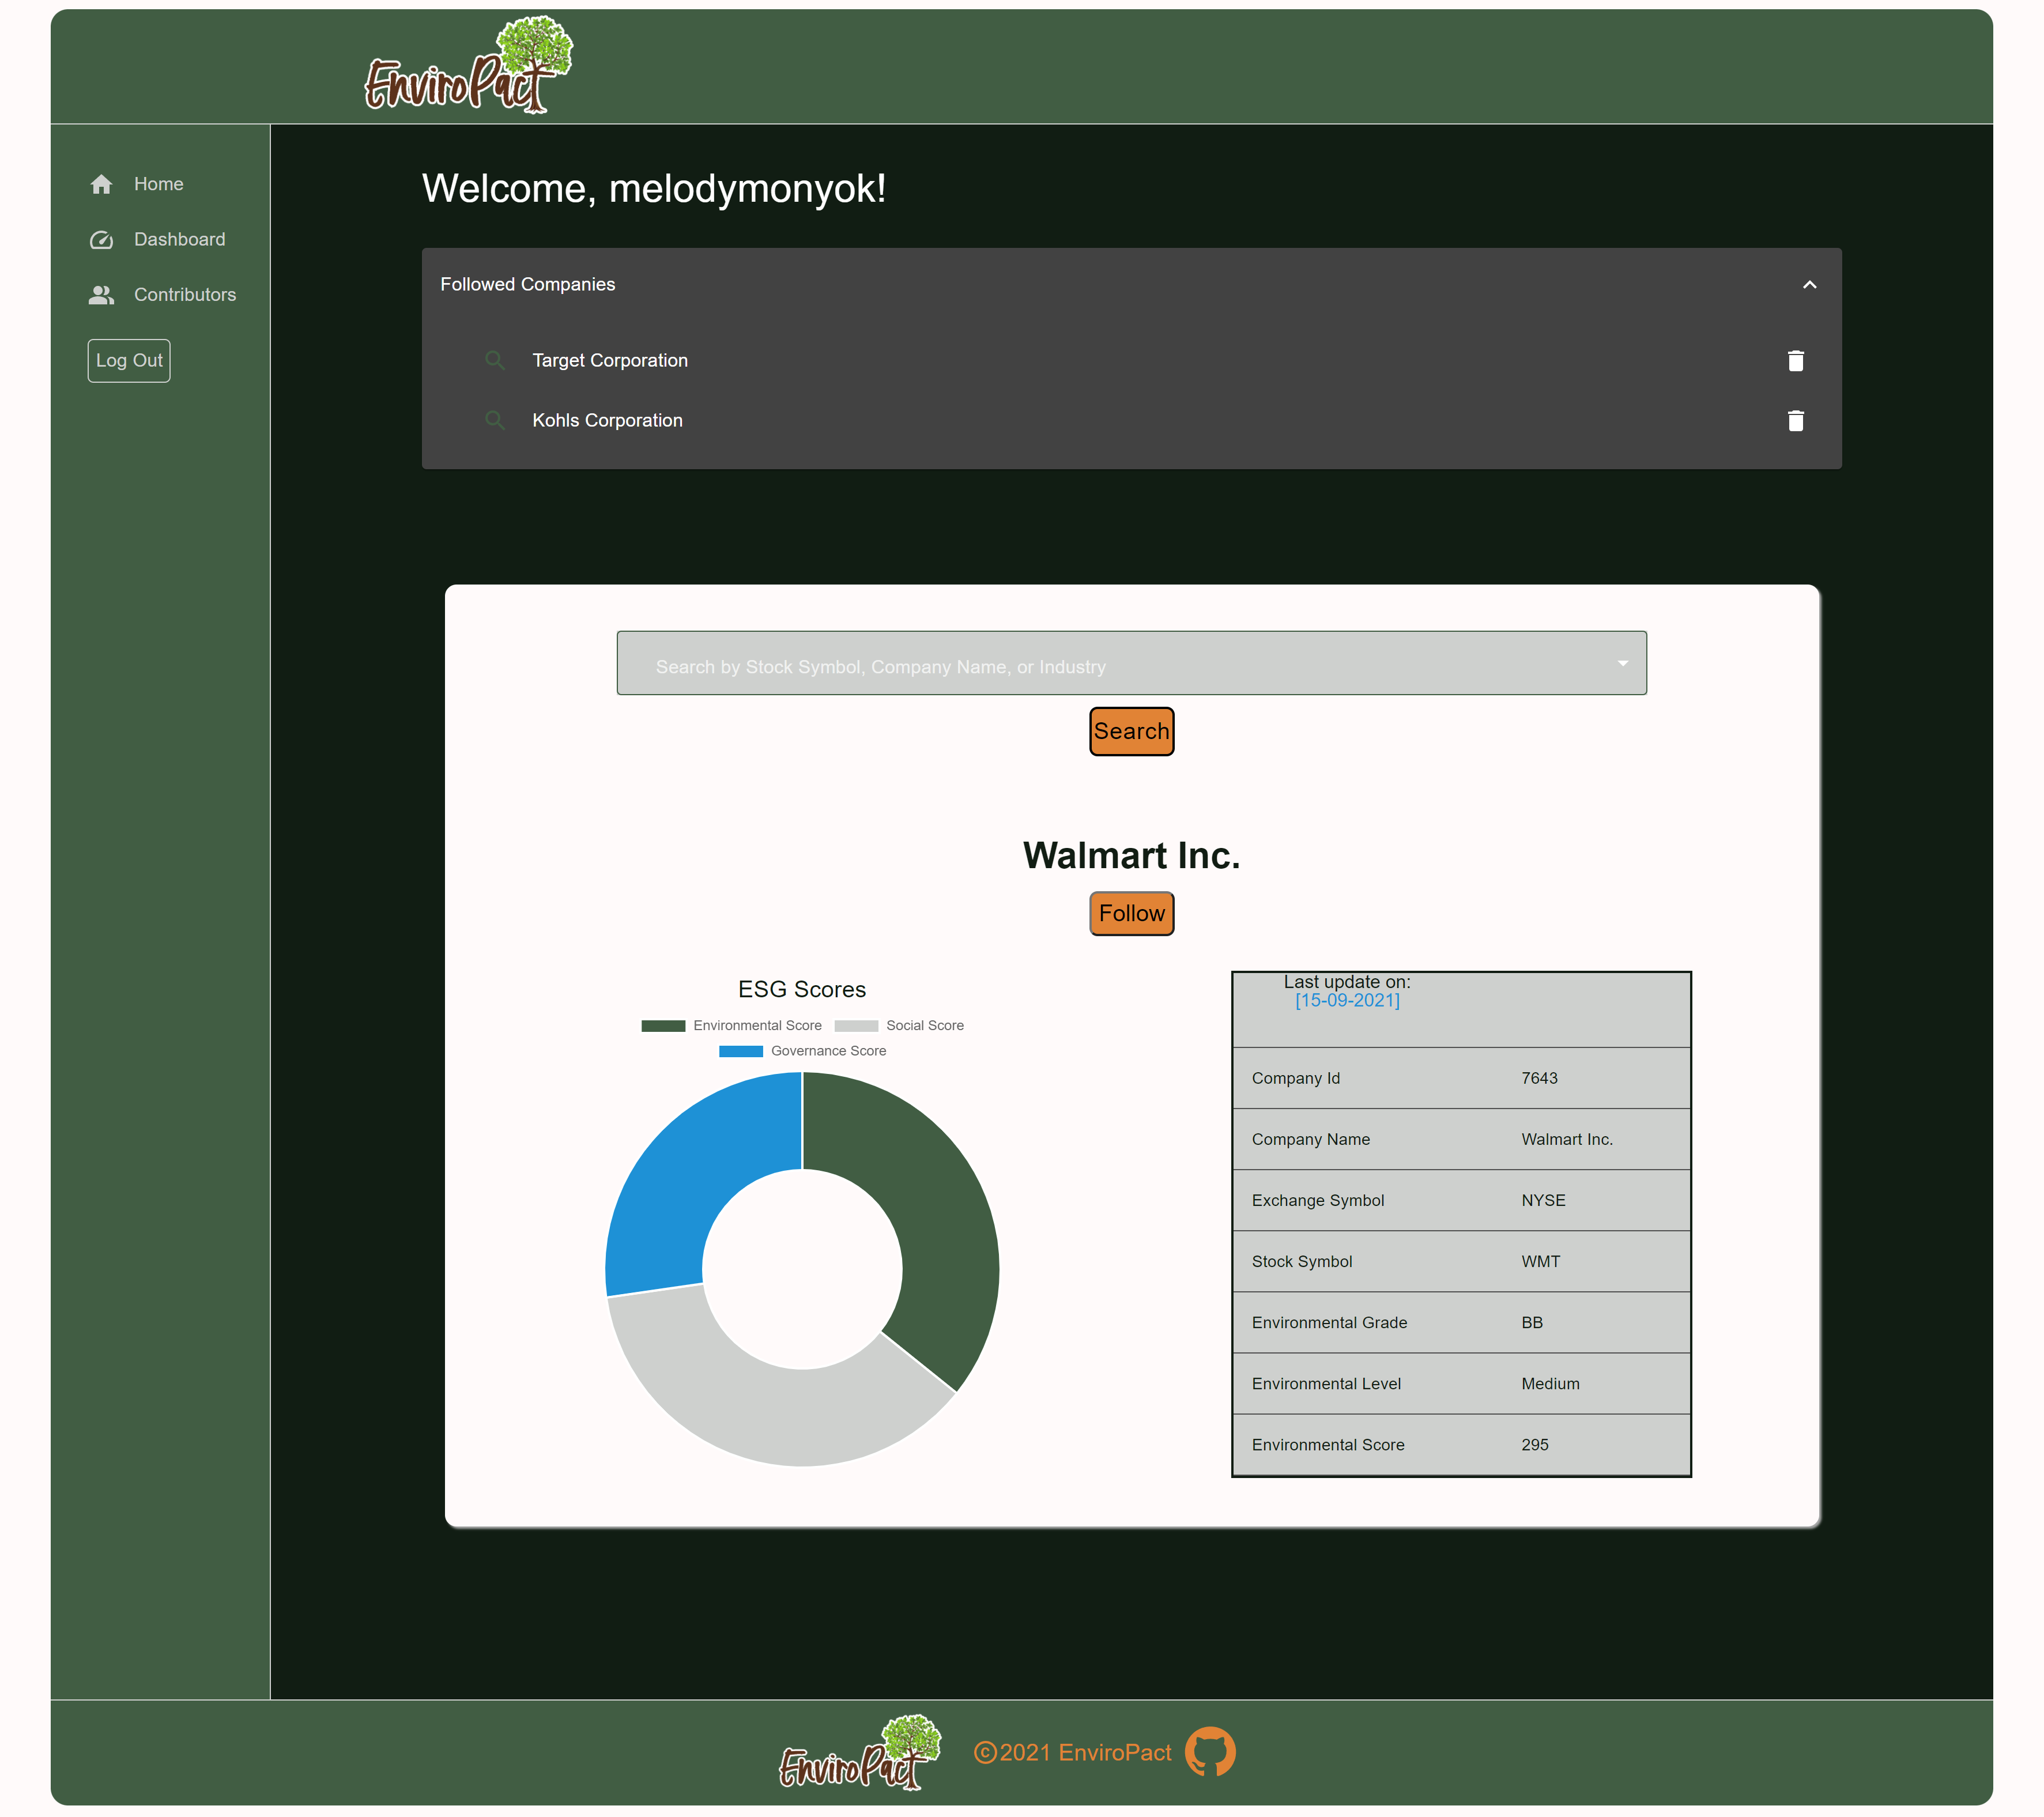 EnviroPact
Home
Dashboard
Contributors
Log Out
Welcome, melodymonyok!
Followed Companies
Target Corporation
Kohls Corporation
Search by Stock Symbol, Company Name, or Industry
Search
Walmart Inc.
Follow
ESG Scores
Environmental Score
Social Score
Governance Score
Last update on:
[15-09-2021]
Company Id 7643
Company Name Walmart Inc.
Exchange Symbol NYSE
Stock Symbol WMT
Environmental Grade BB
Environmental Level Medium
Environmental Score 295
EnviroPact
©2021 EnviroPact